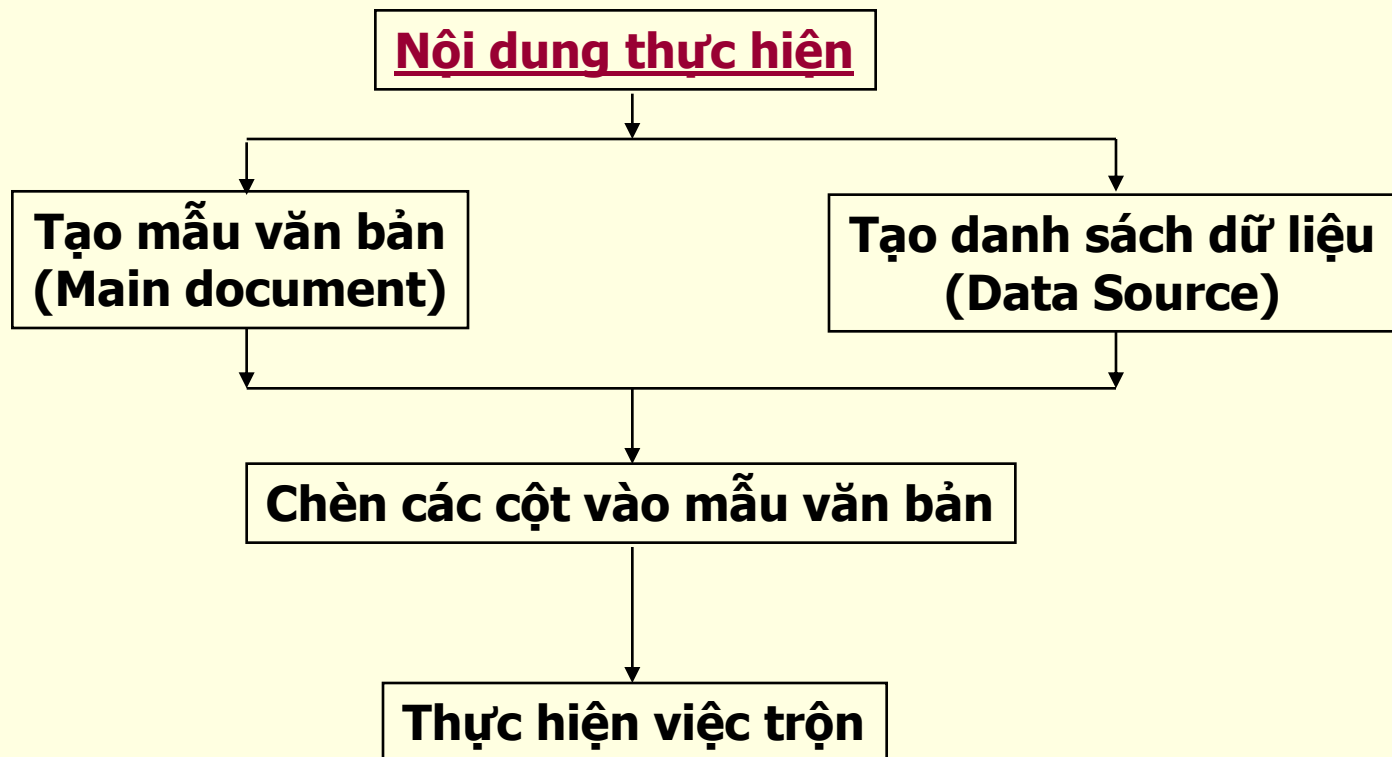 Nội dung thực hiện
Tạo mẫu văn bản
(Main document)
Tạo danh sách dữ liệu
(Data Source)
Chèn các cột vào mẫu văn bản
Thực hiện việc trộn